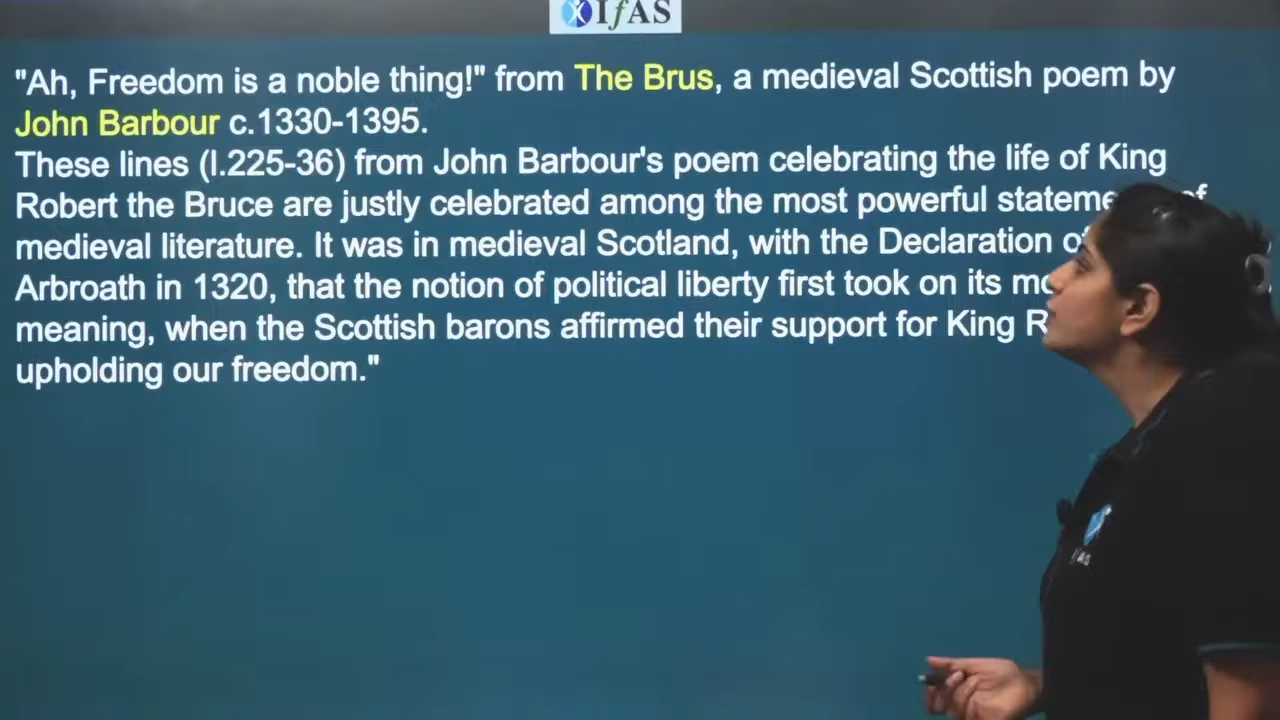 IfAS
"Ah, Freedom is a noble thing!" from The Brus, a medieval Scottish poem by
John Barbour c.1330-1395.
These lines (l.225-36) from John Barbour's poem celebrating the life of King
Robert the Bruce are justly celebrated among the most powerful of
medieval literature. It was in medieval Scotland, with the Declaration
Arbroath in 1320, that the notion of political liberty first took on its
meaning, when the Scottish barons affirmed their support for King
upholding our freedom."
IfAS